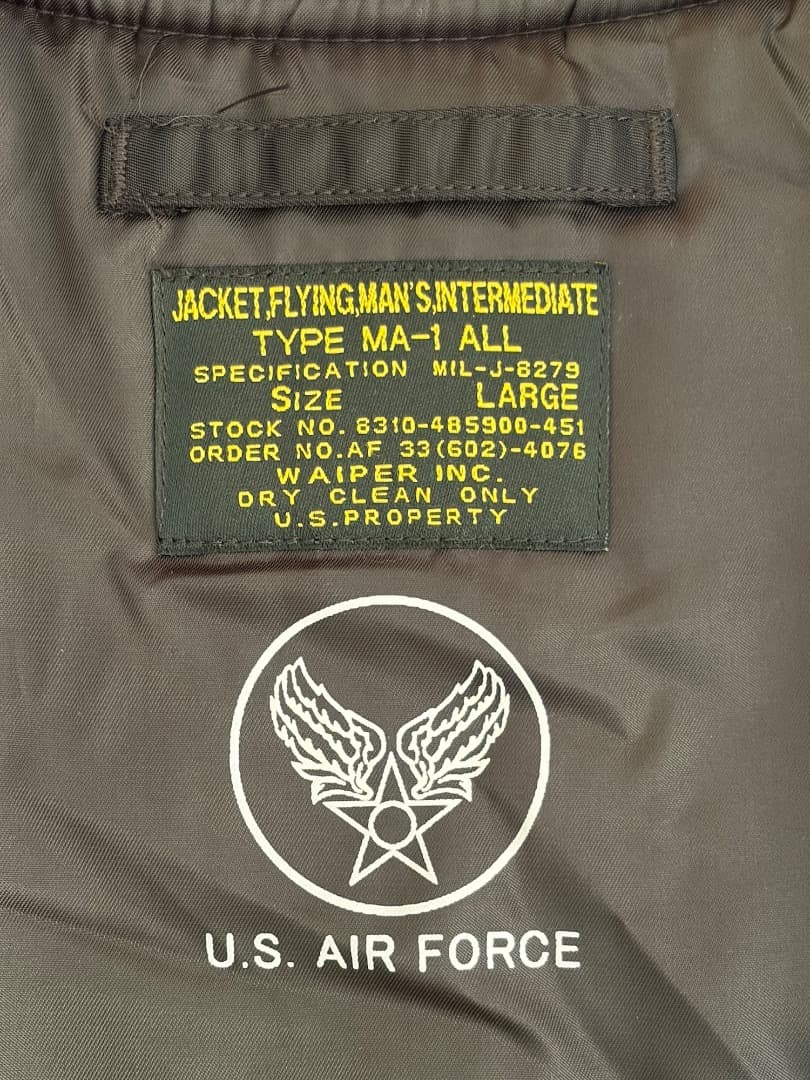 JACKET,FLYING,MAN'S,INTERMEDIATE
TYPE MA-1 ALL
SPECIFICATION MIL-J-8279
SIZE LARGE
STOCK NO. 8310-485900-451
ORDER NO.AF 33(602)-4076
WAIPER INC.
DRY CLEAN ONLY
U.S.PROPERTY
U.S. AIR FORCE